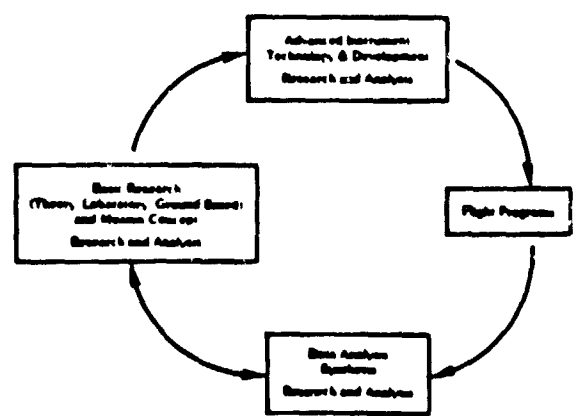 Advanced Instrument
Technology & Development
Research and Analysis
Basic Research
(Theory, Laboratory, Ground Based)
and Mission Concept
Research and Analysis
Flight Programs
Data Analysis
Synthesis
Research and Analysis